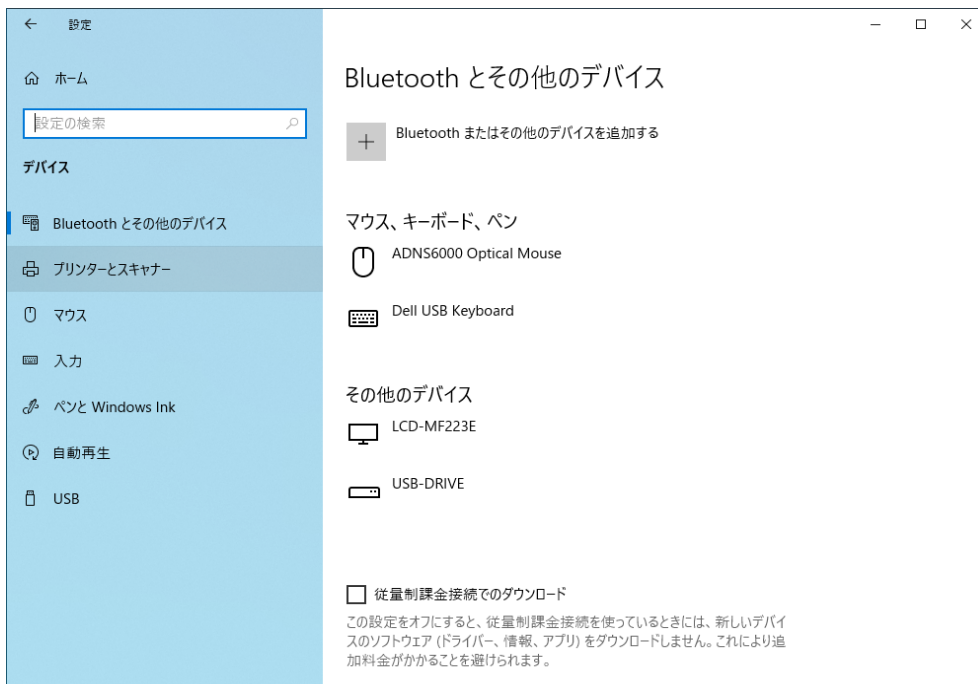 設定
ホーム
設定の検索
デバイス
Bluetooth とその他のデバイス
プリンターとスキャナー
マウス
入力
ペンと Windows Ink
自動再生
USB
Bluetooth とその他のデバイス
Bluetooth またはその他のデバイスを追加する
マウス、キーボード、ペン
ADNS6000 Optical Mouse
Dell USB Keyboard
その他のデバイス
LCD-MF223E
USB-DRIVE
従量制課金接続でのダウンロード
この設定をオフにすると、従量制課金接続を使っているときには、新しいデバイ
スのソフトウェア (ドライバー、情報、アプリ) をダウンロードしません。これにより追
加料金がかかることを避けられます。